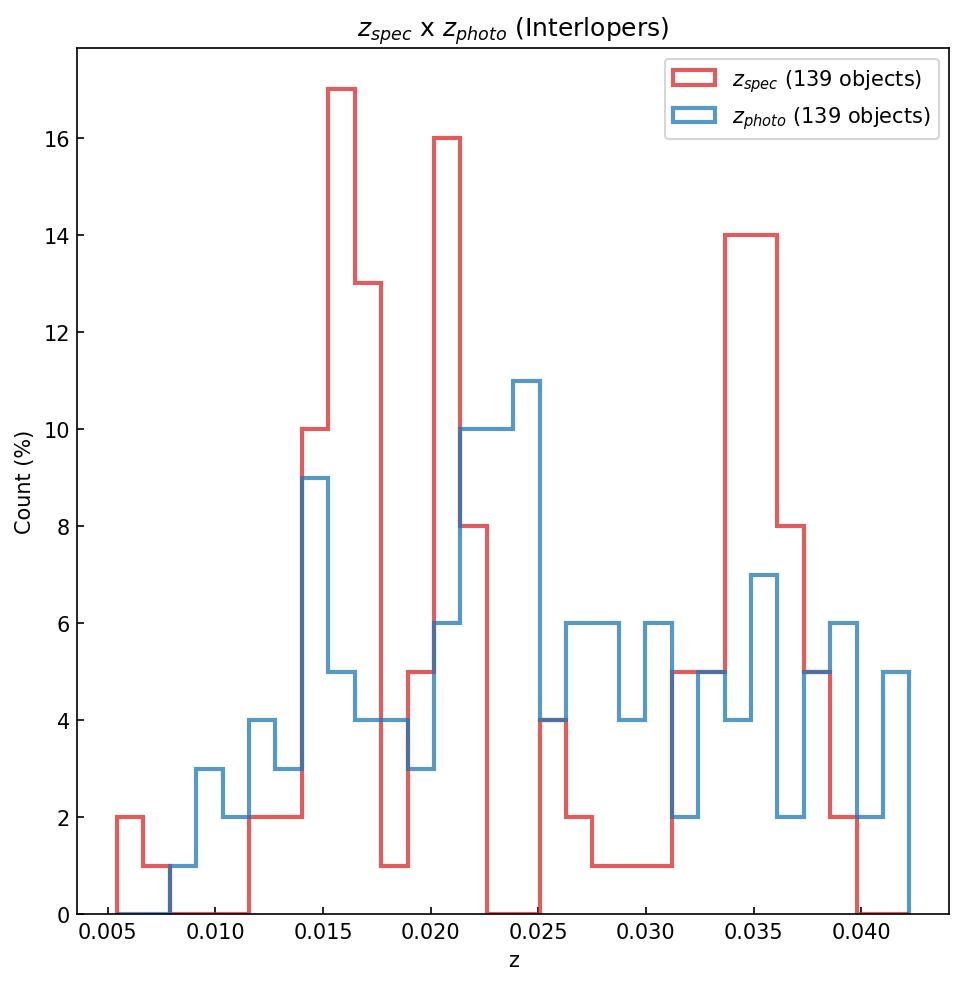 z_spec x z_photo (Interlopers)
z_spec (139 objects)
z_photo (139 objects)
Count (%)
16
14
12
10
8
6
4
2
0
0.005 0.010 0.015 0.020 0.025 0.030 0.035 0.040
z